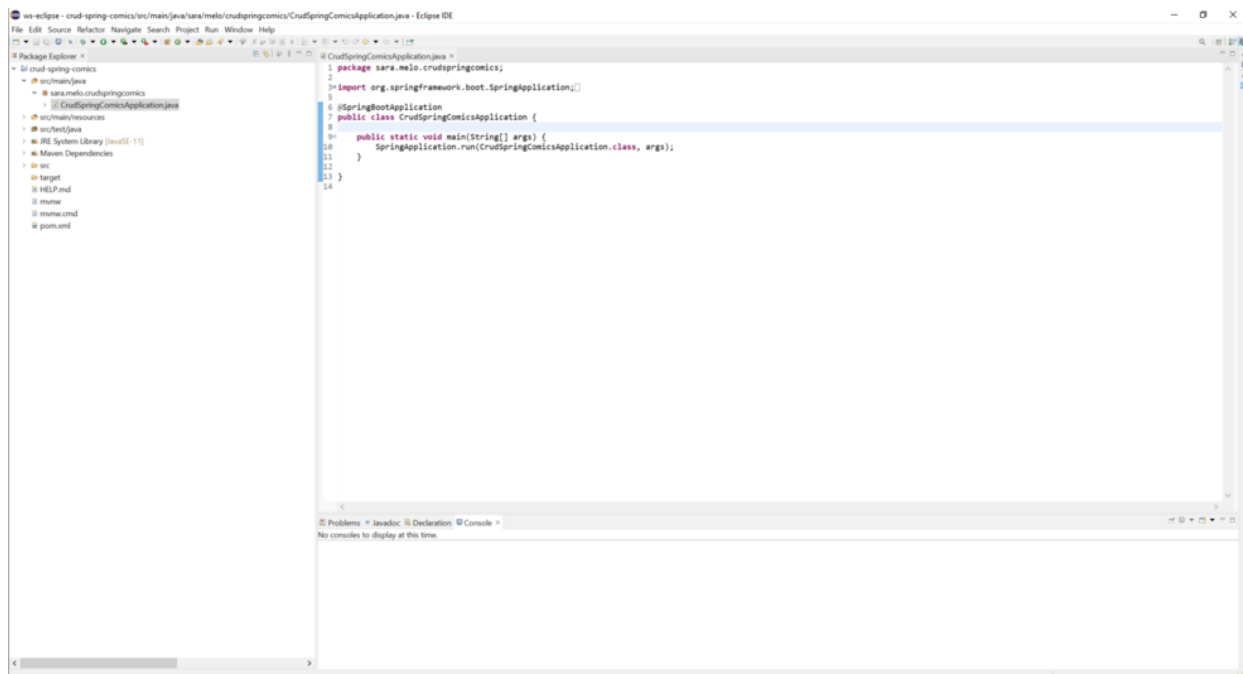 ws-eclipse - crud-spring-comics/src/main/java/sara/melo/crudspringcomics/CrudSpringComicsApplication.java - Eclipse IDE
File Edit Source Refactor Navigate Search Project Run Window Help
Package Explorer
crud-spring-comics
src/main/java
sara.melo.crudspringcomics
CrudSpringComicsApplication.java
src/main/resources
src/test/java
JRE System Library [JavaSE-11]
Maven Dependencies
src
target
HELP.md
mvnw
mvnw.cmd
pom.xml
CrudSpringComicsApplication.java
1 package sara.melo.crudspringcomics;
2
3 import org.springframework.boot.SpringApplication;
5
6 @SpringBootApplication
7 public class CrudSpringComicsApplication {
8
9 public static void main(String[] args) {
10 SpringApplication.run(CrudSpringComicsApplication.class, args);
11 }
12
13 }
14
Problems Javadoc Declaration Console
No consoles to display at this time.